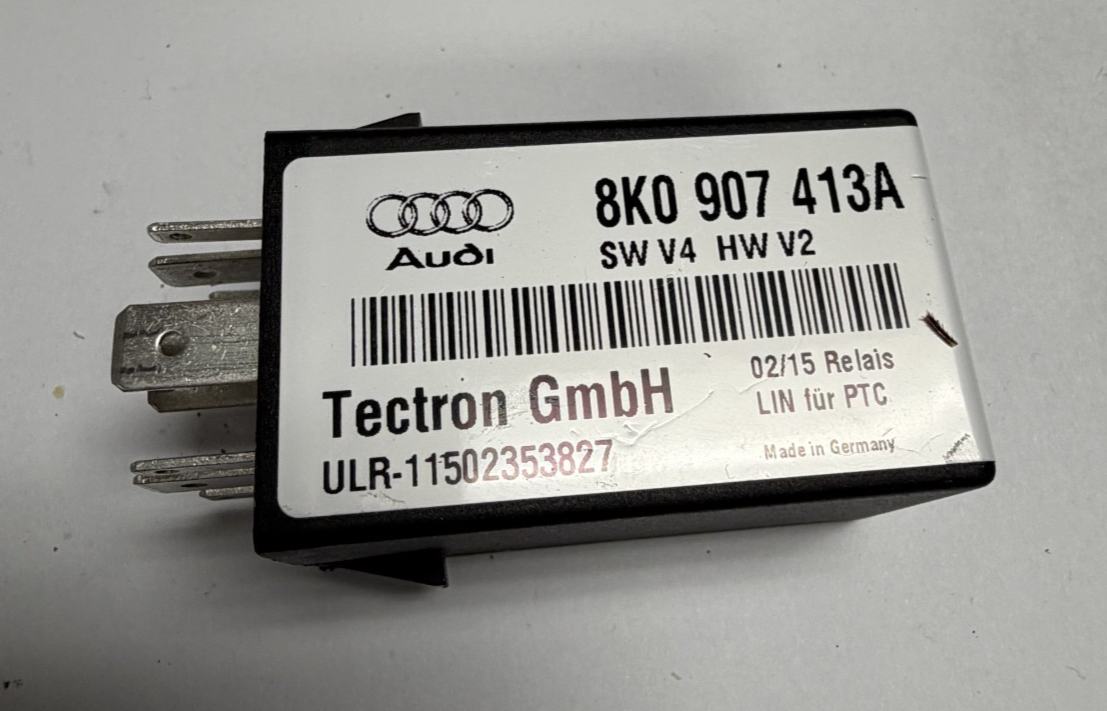 8K0 907 413A
Audi
SW V4 HW V2
02/15 Relais
LIN für PTC
Tectron GmbH
ULR-11502353827
Made in Germany